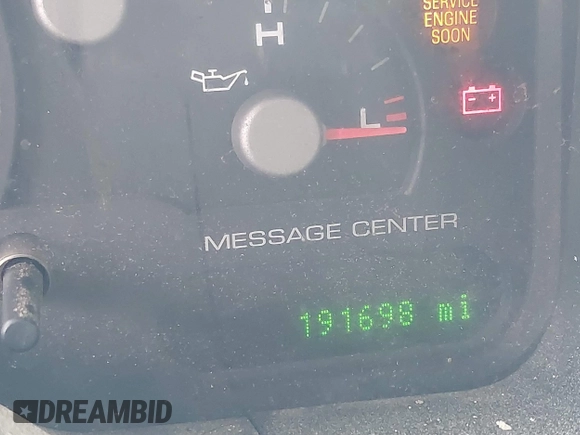 SERVICE
ENGINE
SOON
H
L
- +
MESSAGE CENTER
191698 mi
DREAMBID